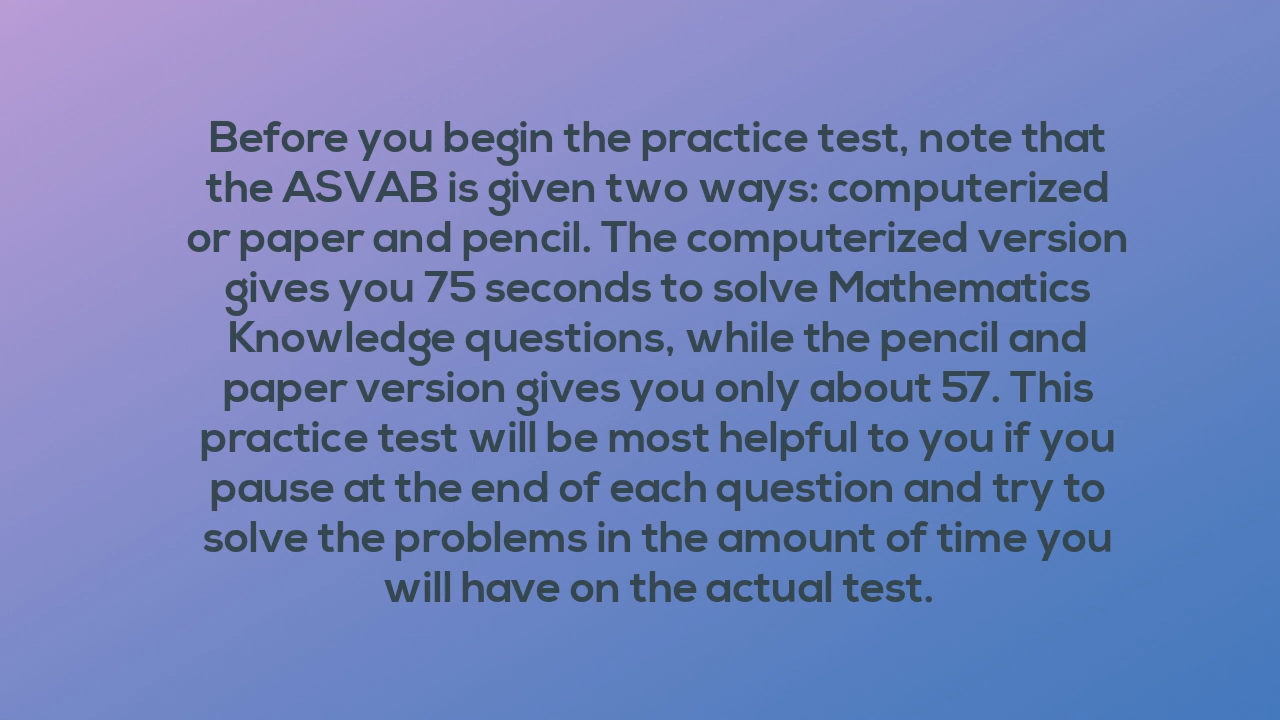 Before you begin the practice test, note that
the ASVAB is given two ways: computerized
or paper and pencil. The computerized version
gives you 75 seconds to solve Mathematics
Knowledge questions, while the pencil and
paper version gives you only about 57. This
practice test will be most helpful to you if you
pause at the end of each question and try to
solve the problems in the amount of time you
will have on the actual test.